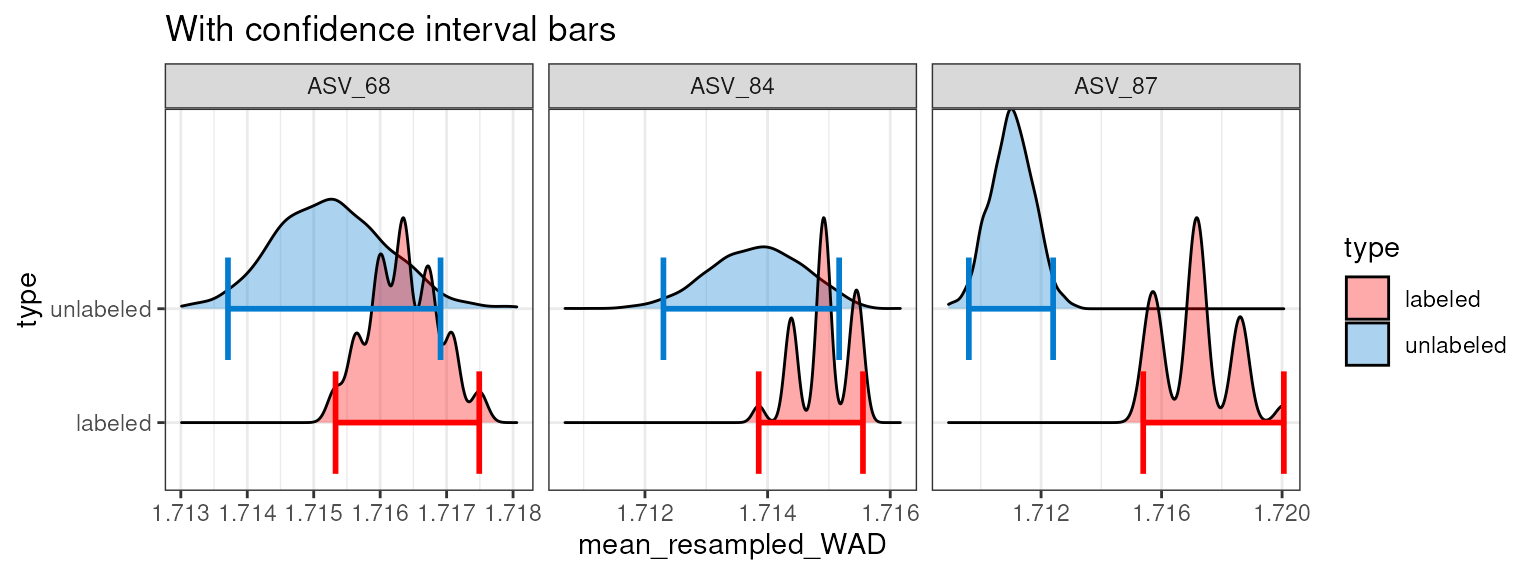 With confidence interval bars
ASV_68
ASV_84
ASV_87
type
unlabeled
labeled
1.713 1.714 1.715 1.716 1.717 1.718
1.712 1.714 1.716
1.712 1.716 1.720
mean_resampled_WAD
type
labeled
unlabeled